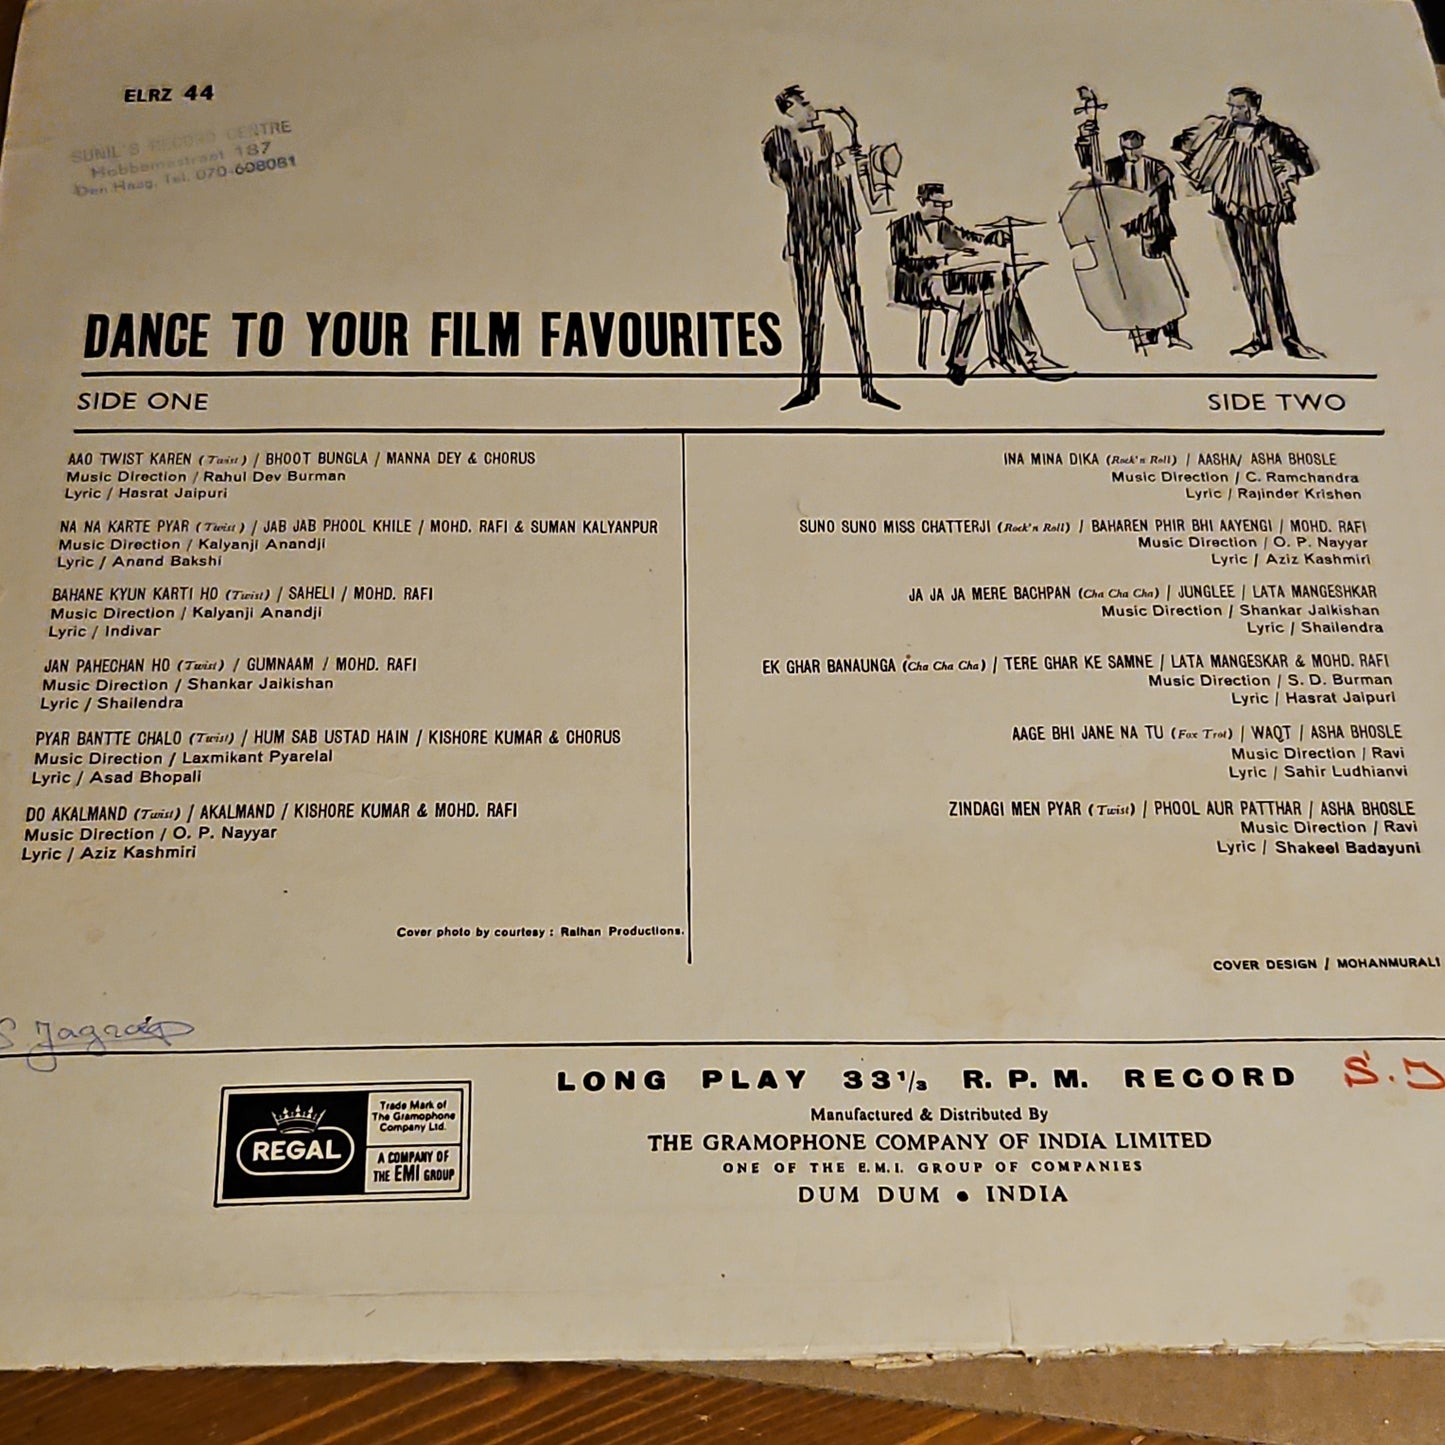 ELRZ 44
SUNIL'S RECORD CENTRE
Hobbemastraat 187
Den Haag, Tel. 070-608081
DANCE TO YOUR FILM FAVOURITES
SIDE ONE
AAO TWIST KAREN (Twist) / BHOOT BUNGLA / MANNA DEY & CHORUS
Music Direction / Rahul Dev Burman
Lyric / Hasrat Jaipuri
NA NA KARTE PYAR (Twist) / JAB JAB PHOOL KHILE / MOHD. RAFI & SUMAN KALYANPUR
Music Direction / Kalyanji Anandji
Lyric / Anand Bakshi
BAHANE KYUN KARTI HO (Twist) / SAHELI / MOHD. RAFI
Music Direction / Kalyanji Anandji
Lyric / Indivar
JAN PAHECHAN HO (Twist) / GUMNAAM / MOHD. RAFI
Music Direction / Shankar Jaikishan
Lyric / Shailendra
PYAR BANTTE CHALO (Twist) / HUM SAB USTAD HAIN / KISHORE KUMAR & CHORUS
Music Direction / Laxmikant Pyarelal
Lyric / Asad Bhopali
DO AKALMAND (Twist) / AKALMAND / KISHORE KUMAR & MOHD. RAFI
Music Direction / O. P. Nayyar
Lyric / Aziz Kashmiri
Cover photo by courtesy : Ralhan Productions.
SIDE TWO
INA MINA DIKA (Rock'n Roll) / AASHA/ ASHA BHOSLE
Music Direction / C. Ramchandra
Lyric / Rajinder Krishen
SUNO SUNO MISS CHATTERJI (Rock'n Roll) / BAHAREN PHIR BHI AAYENGI / MOHD. RAFI
Music Direction / O. P. Nayyar
Lyric / Aziz Kashmiri
JA JA JA MERE BACHPAN (Cha Cha Cha) / JUNGLEE / LATA MANGESHKAR
Music Direction / Shankar Jaikishan
Lyric / Shailendra
EK GHAR BANAUNGA (Cha Cha Cha) / TERE GHAR KE SAMNE / LATA MANGESKAR & MOHD. RAFI
Music Direction / S. D. Burman
Lyric / Hasrat Jaipuri
AAGE BHI JANE NA TU (Fox Trot) / WAQT / ASHA BHOSLE
Music Direction / Ravi
Lyric / Sahir Ludhianvi
ZINDAGI MEN PYAR (Twist) / PHOOL AUR PATTHAR / ASHA BHOSLE
Music Direction / Ravi
Lyric / Shakeel Badayuni
COVER DESIGN / MOHANMURALI
REGAL
Trade Mark of
The Gramophone
Company Ltd.
A COMPANY OF
THE EMI GROUP
LONG PLAY 33⅓ R. P. M. RECORD
S. J
Manufactured & Distributed By
THE GRAMOPHONE COMPANY OF INDIA LIMITED
ONE OF THE E.M.I. GROUP OF COMPANIES
DUM DUM • INDIA